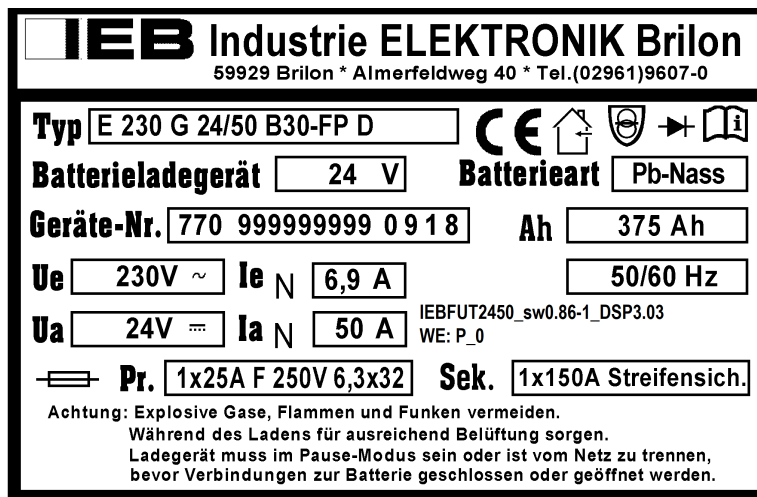 IEB Industrie ELEKTRONIK Brilon
59929 Brilon * Almerfeldweg 40 * Tel.(02961)9607-0
Typ E 230 G 24/50 B30-FP D CE i
Batterieladegerät 24 V Batterieart Pb-Nass
Geräte-Nr. 770 999999999 0918 Ah 375 Ah
Ue 230V ~ Ie N 6,9 A 50/60 Hz
Ua 24V ⎓ Ia N 50 A
IEBFUT2450_sw0.86-1_DSP3.03
WE: P_0
Pr. 1x25A F 250V 6,3x32 Sek. 1x150A Streifensich.
Achtung: Explosive Gase, Flammen und Funken vermeiden.
Während des Ladens für ausreichend Belüftung sorgen.
Ladegerät muss im Pause-Modus sein oder ist vom Netz zu trennen,
bevor Verbindungen zur Batterie geschlossen oder geöffnet werden.